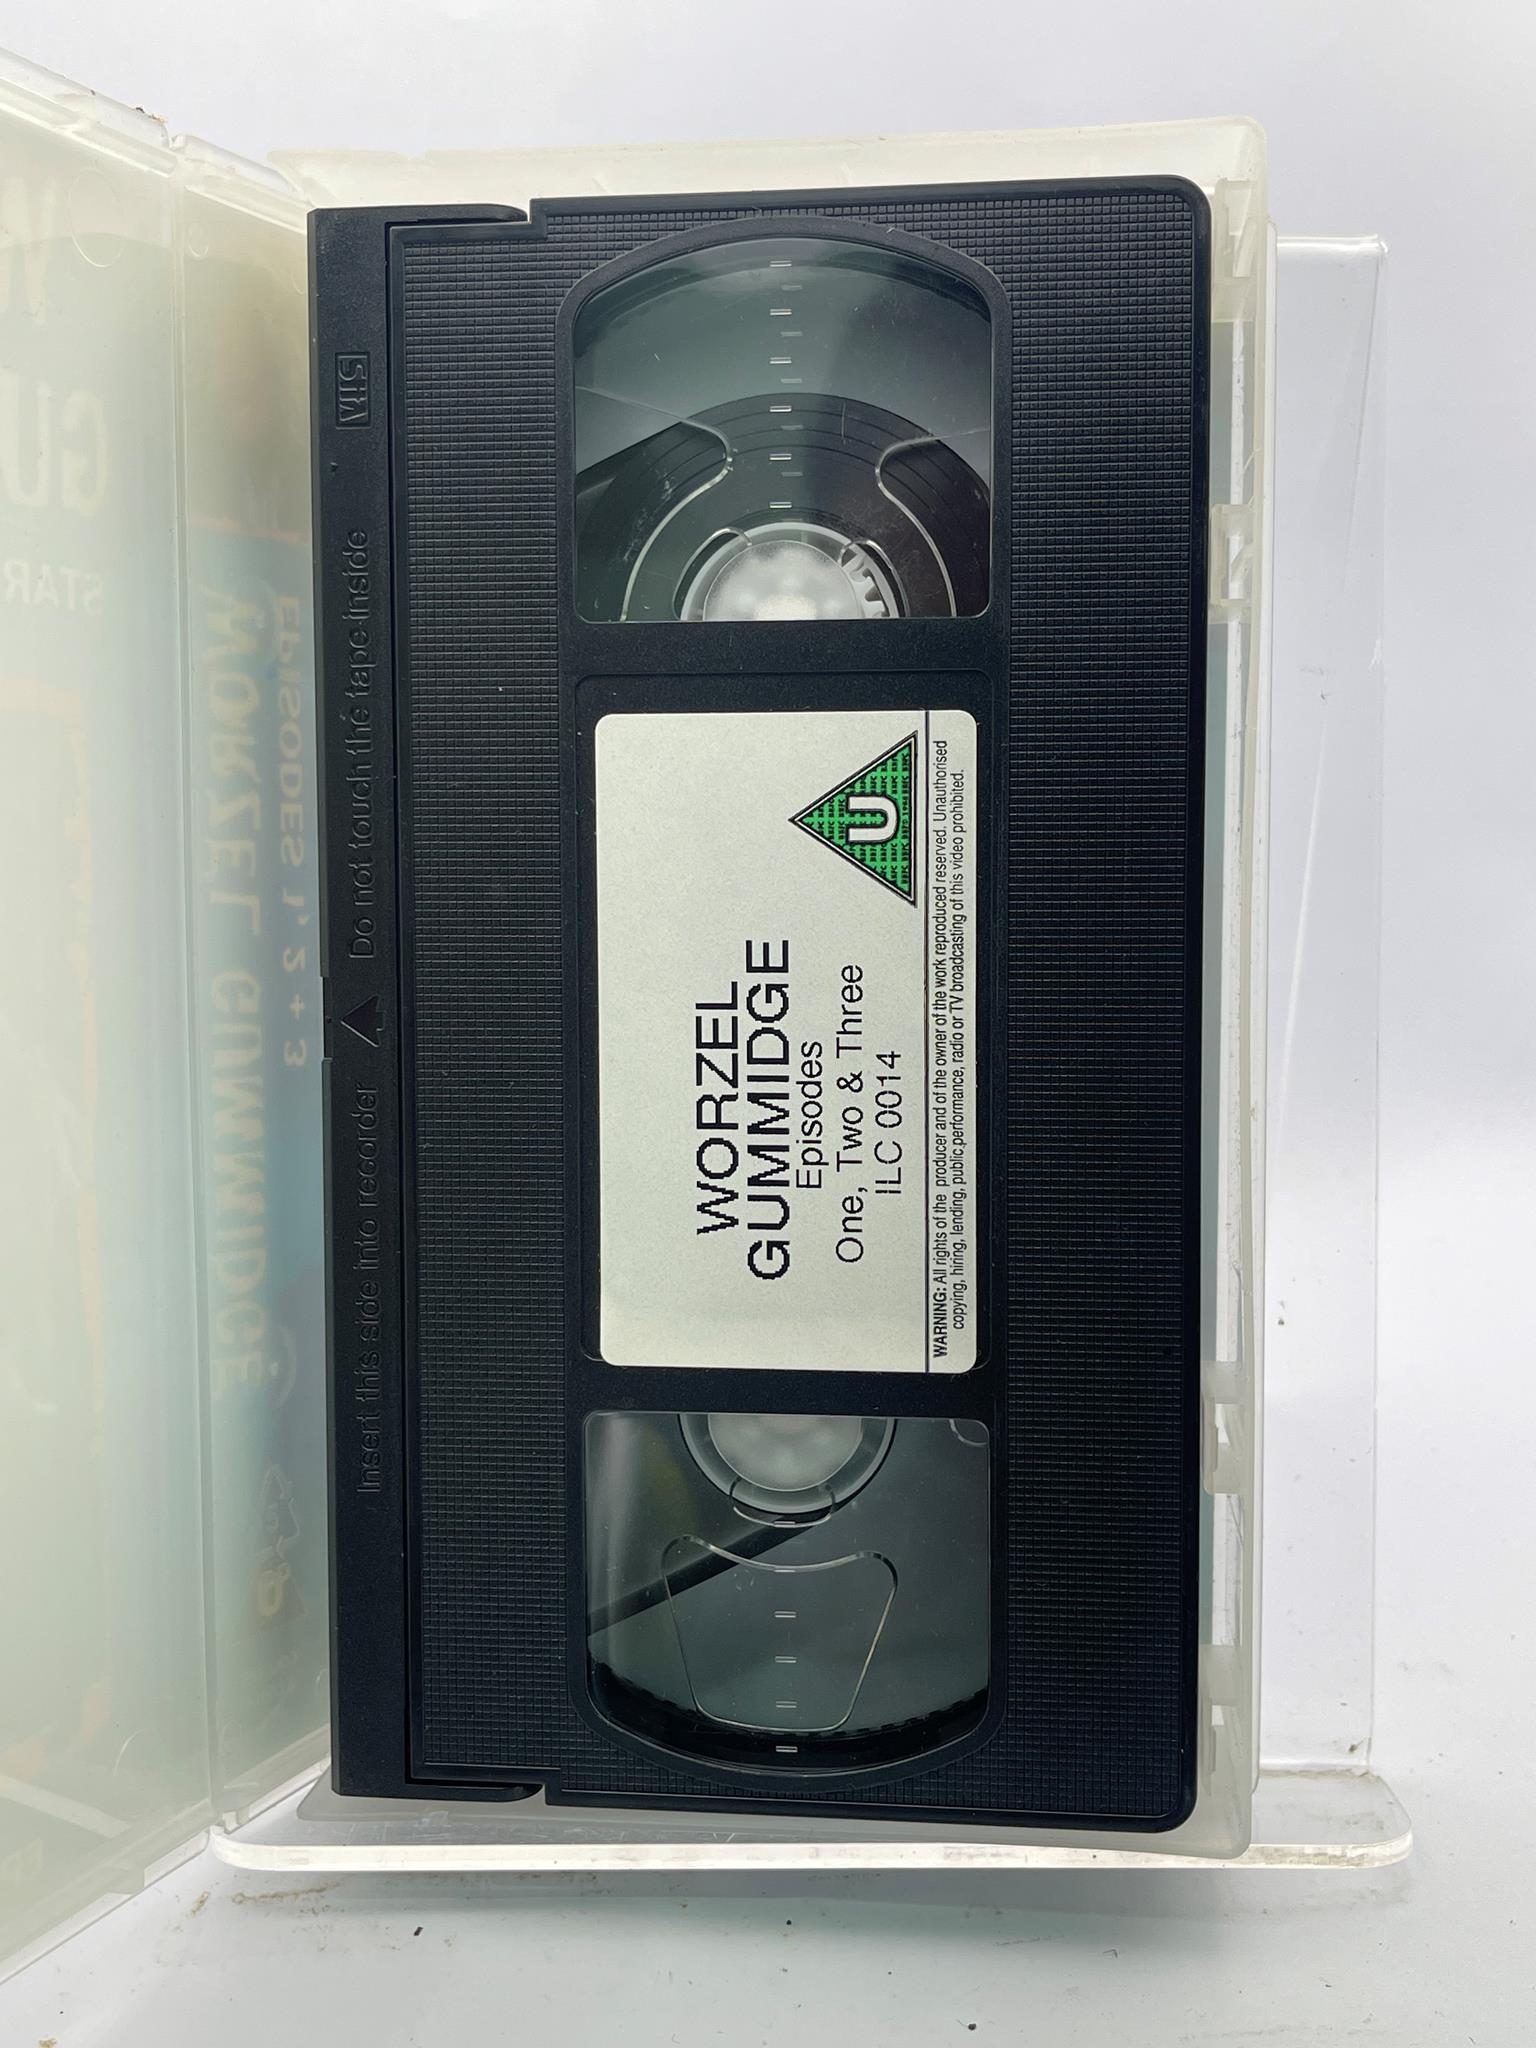 WORZEL
GUMMIDGE
Episodes
One, Two & Three
ILC 0014
U
WARNING: All rights of the producer and of the owner of the work reproduced reserved. Unauthorised
copying, hiring, lending, public performance, radio or TV broadcasting of this video prohibited.
Insert this side into recorder
Do not touch the tape inside
VHS
EPISODES 1, 2 + 3
WORZEL GUMMIDGE
GU
STAR